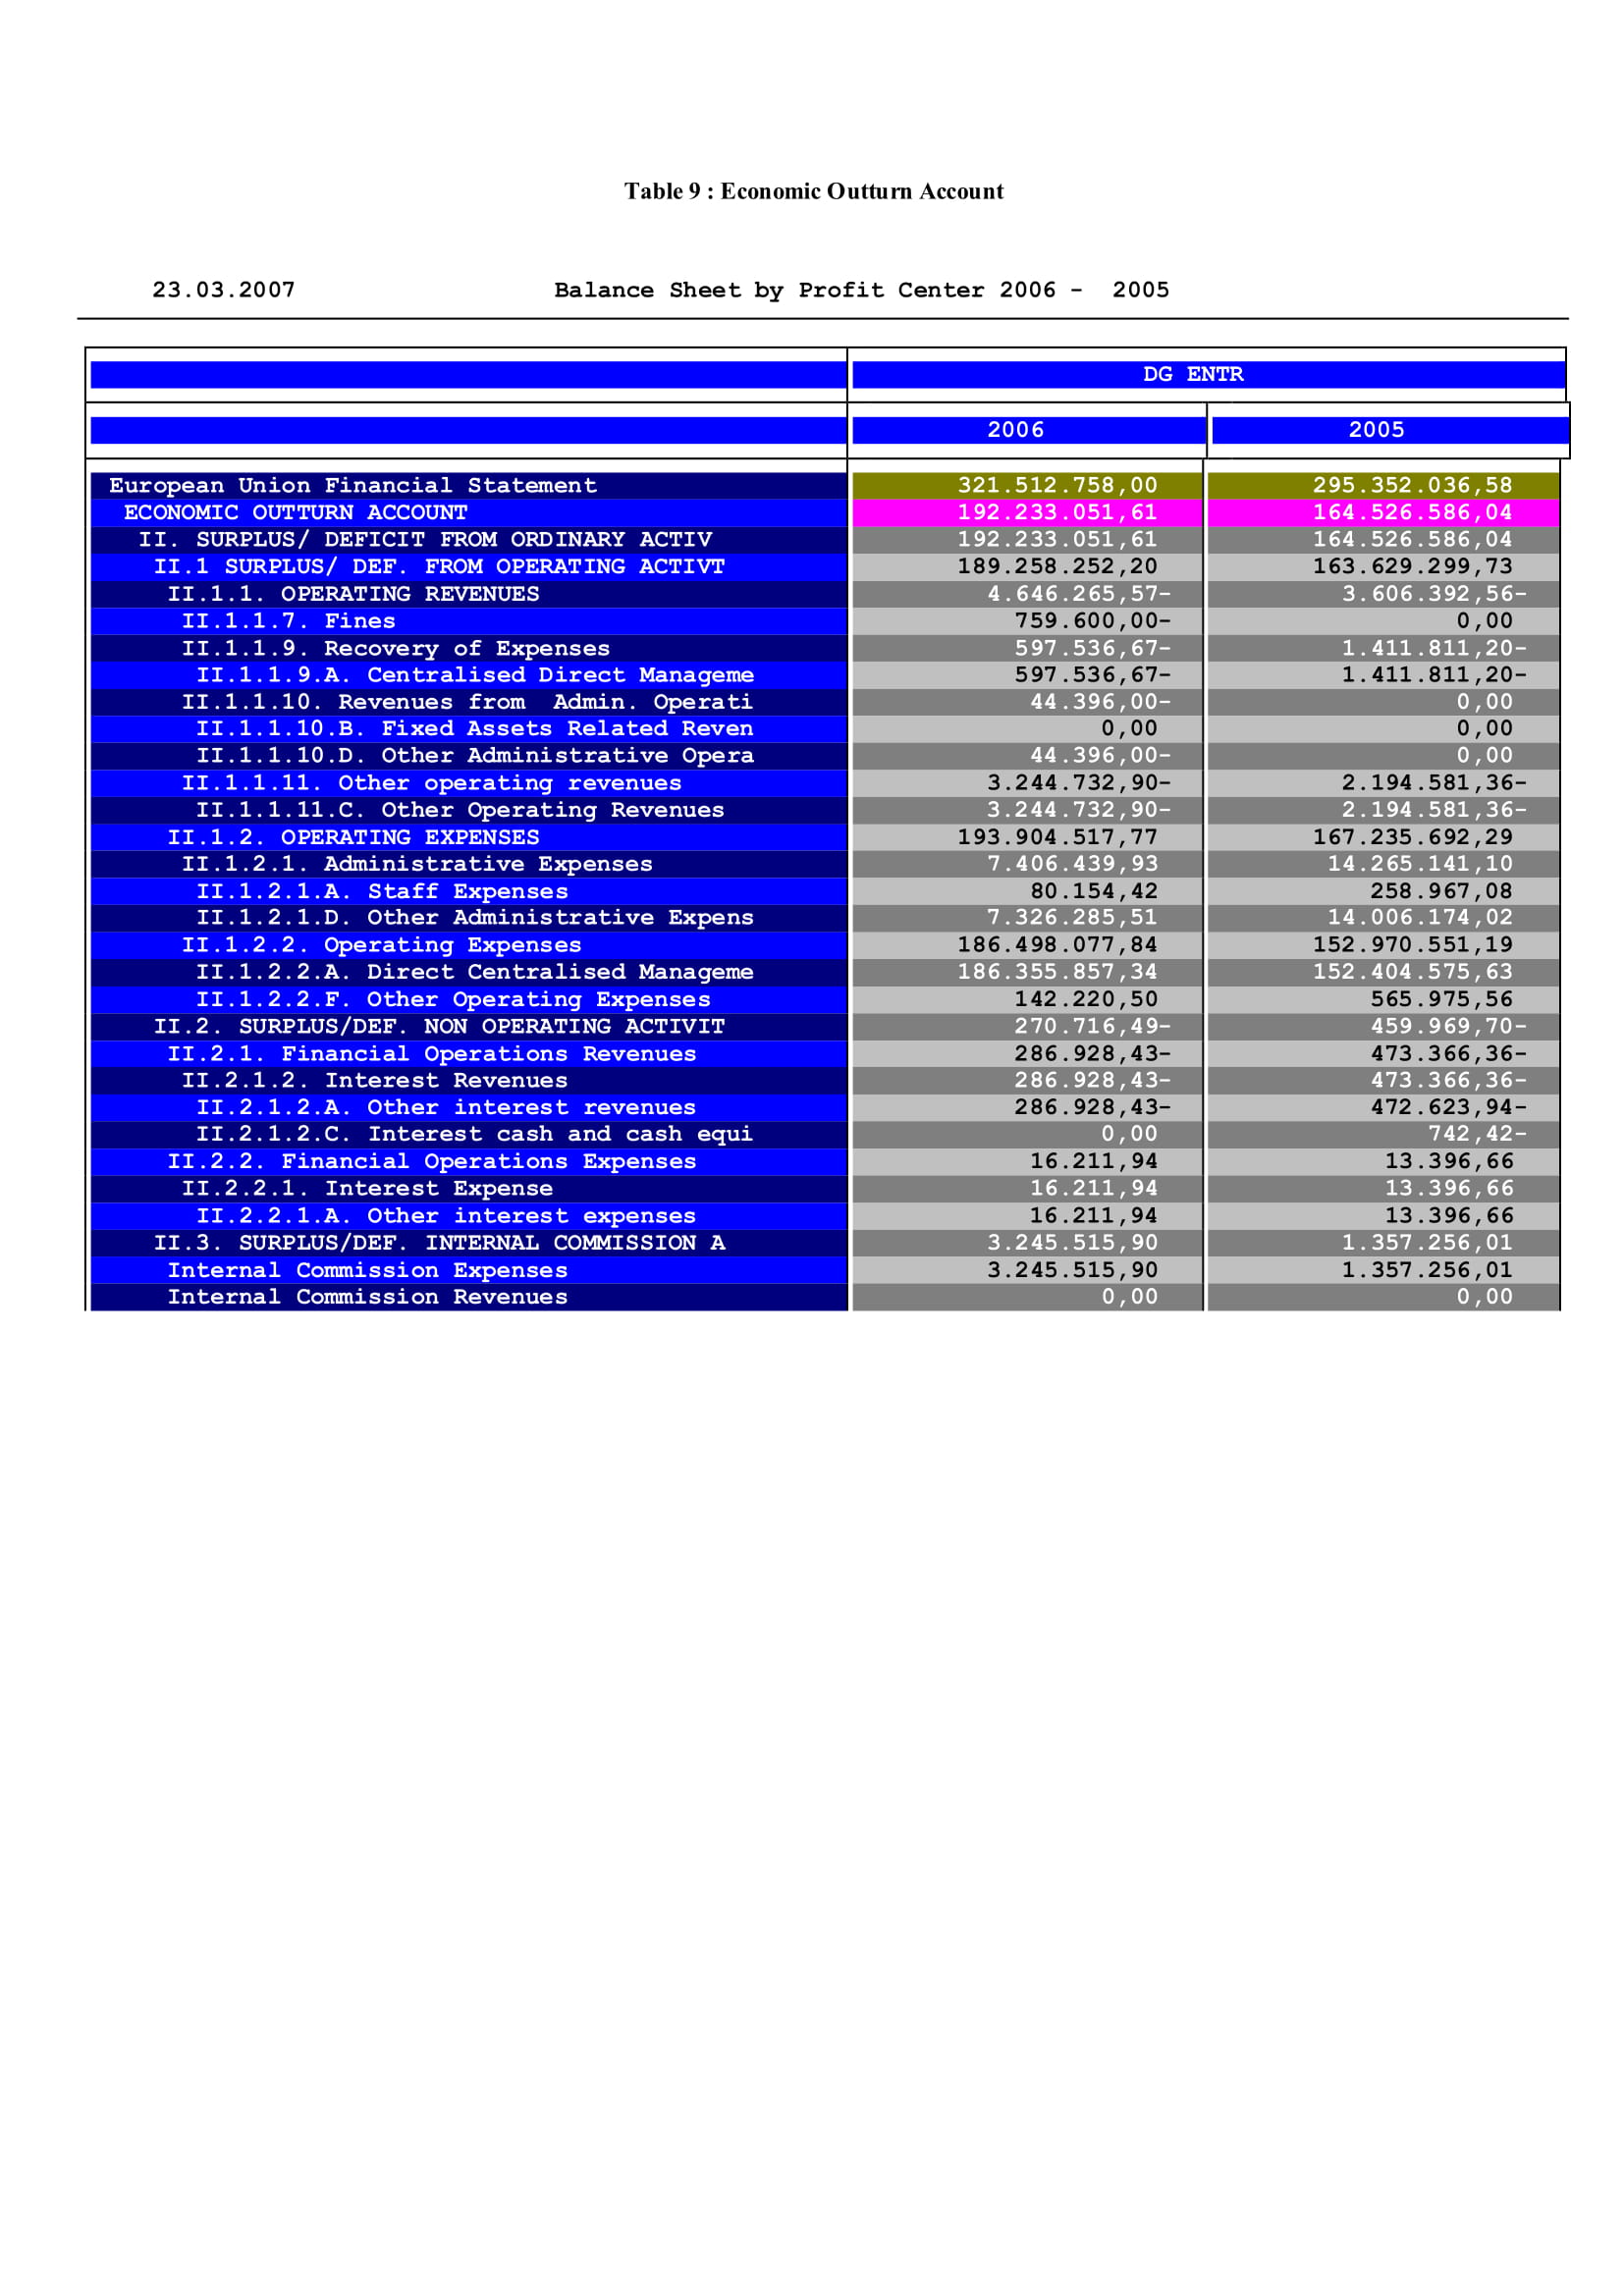 Table 9 : Economic Outturn Account
23.03.2007 Balance Sheet by Profit Center 2006 - 2005
DG ENTR
2006 2005
European Union Financial Statement 321.512.758,00 295.352.036,58
ECONOMIC OUTTURN ACCOUNT 192.233.051,61 164.526.586,04
II. SURPLUS/ DEFICIT FROM ORDINARY ACTIV 192.233.051,61 164.526.586,04
II.1 SURPLUS/ DEF. FROM OPERATING ACTIVT 189.258.252,20 163.629.299,73
II.1.1. OPERATING REVENUES 4.646.265,57- 3.606.392,56-
II.1.1.7. Fines 759.600,00- 0,00
II.1.1.9. Recovery of Expenses 597.536,67- 1.411.811,20-
II.1.1.9.A. Centralised Direct Manageme 597.536,67- 1.411.811,20-
II.1.1.10. Revenues from Admin. Operati 44.396,00- 0,00
II.1.1.10.B. Fixed Assets Related Reven 0,00 0,00
II.1.1.10.D. Other Administrative Opera 44.396,00- 0,00
II.1.1.11. Other operating revenues 3.244.732,90- 2.194.581,36-
II.1.1.11.C. Other Operating Revenues 3.244.732,90- 2.194.581,36-
II.1.2. OPERATING EXPENSES 193.904.517,77 167.235.692,29
II.1.2.1. Administrative Expenses 7.406.439,93 14.265.141,10
II.1.2.1.A. Staff Expenses 80.154,42 258.967,08
II.1.2.1.D. Other Administrative Expens 7.326.285,51 14.006.174,02
II.1.2.2. Operating Expenses 186.498.077,84 152.970.551,19
II.1.2.2.A. Direct Centralised Manageme 186.355.857,34 152.404.575,63
II.1.2.2.F. Other Operating Expenses 142.220,50 565.975,56
II.2. SURPLUS/DEF. NON OPERATING ACTIVIT 270.716,49- 459.969,70-
II.2.1. Financial Operations Revenues 286.928,43- 473.366,36-
II.2.1.2. Interest Revenues 286.928,43- 473.366,36-
II.2.1.2.A. Other interest revenues 286.928,43- 472.623,94-
II.2.1.2.C. Interest cash and cash equi 0,00 742,42-
II.2.2. Financial Operations Expenses 16.211,94 13.396,66
II.2.2.1. Interest Expense 16.211,94 13.396,66
II.2.2.1.A. Other interest expenses 16.211,94 13.396,66
II.3. SURPLUS/DEF. INTERNAL COMMISSION A 3.245.515,90 1.357.256,01
Internal Commission Expenses 3.245.515,90 1.357.256,01
Internal Commission Revenues 0,00 0,00